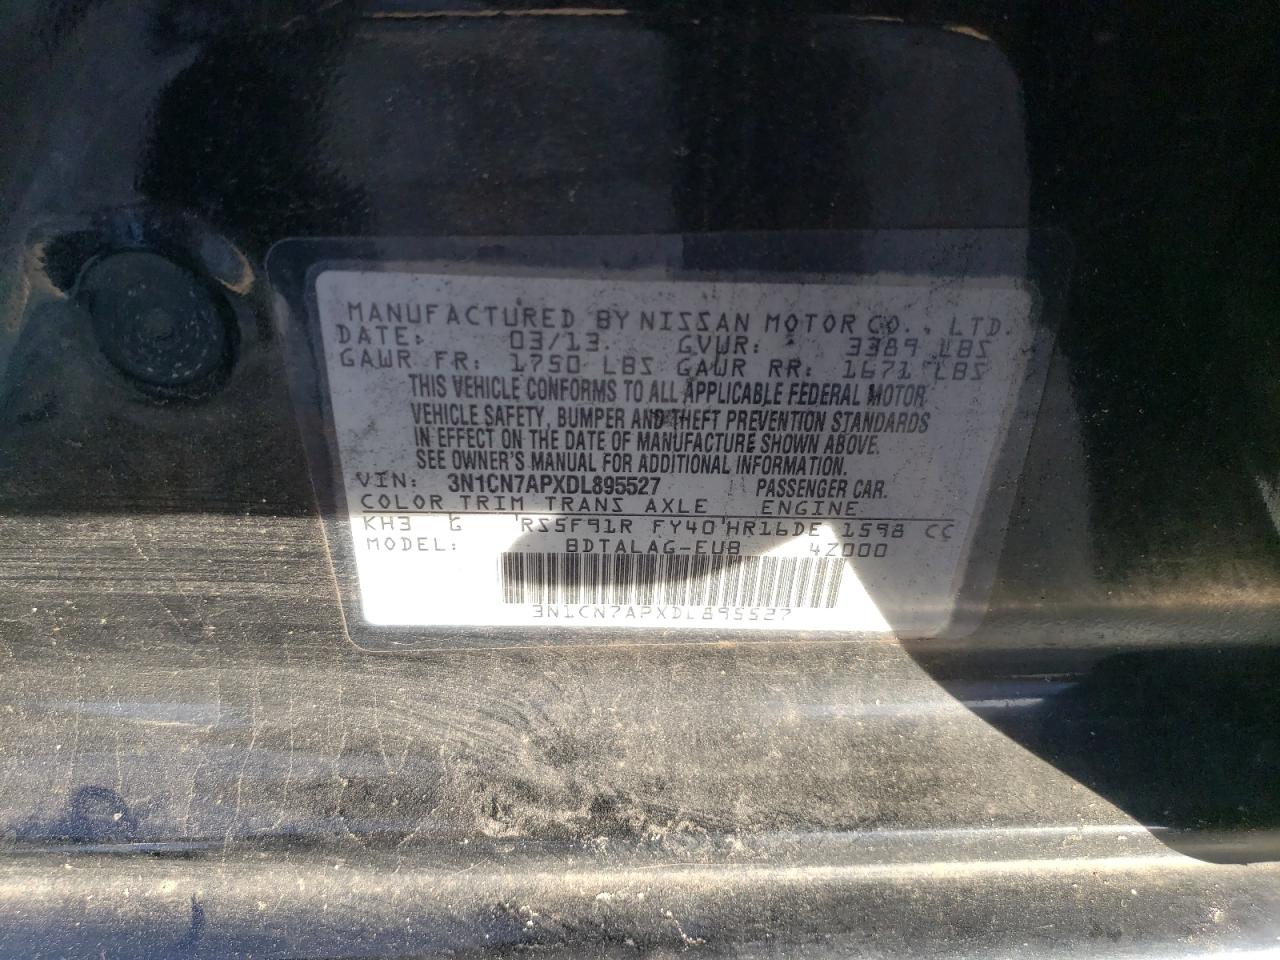 MANUFACTURED BY NISSAN MOTOR CO., LTD.
DATE: 03/13 GVWR: 3389 LBS
GAWR FR: 1750 LBS GAWR RR: 1671 LBS
THIS VEHICLE CONFORMS TO ALL APPLICABLE FEDERAL MOTOR
VEHICLE SAFETY, BUMPER AND THEFT PREVENTION STANDARDS
IN EFFECT ON THE DATE OF MANUFACTURE SHOWN ABOVE.
SEE OWNER'S MANUAL FOR ADDITIONAL INFORMATION.
VIN: 3N1CN7APXDL895527 PASSENGER CAR.
COLOR TRIM TRANS AXLE ENGINE
KH3 G RS5F91R FY40 HR16DE 1598 CC
MODEL: BDTALAG-EUB 4Z000
3N1CN7APXDL895527